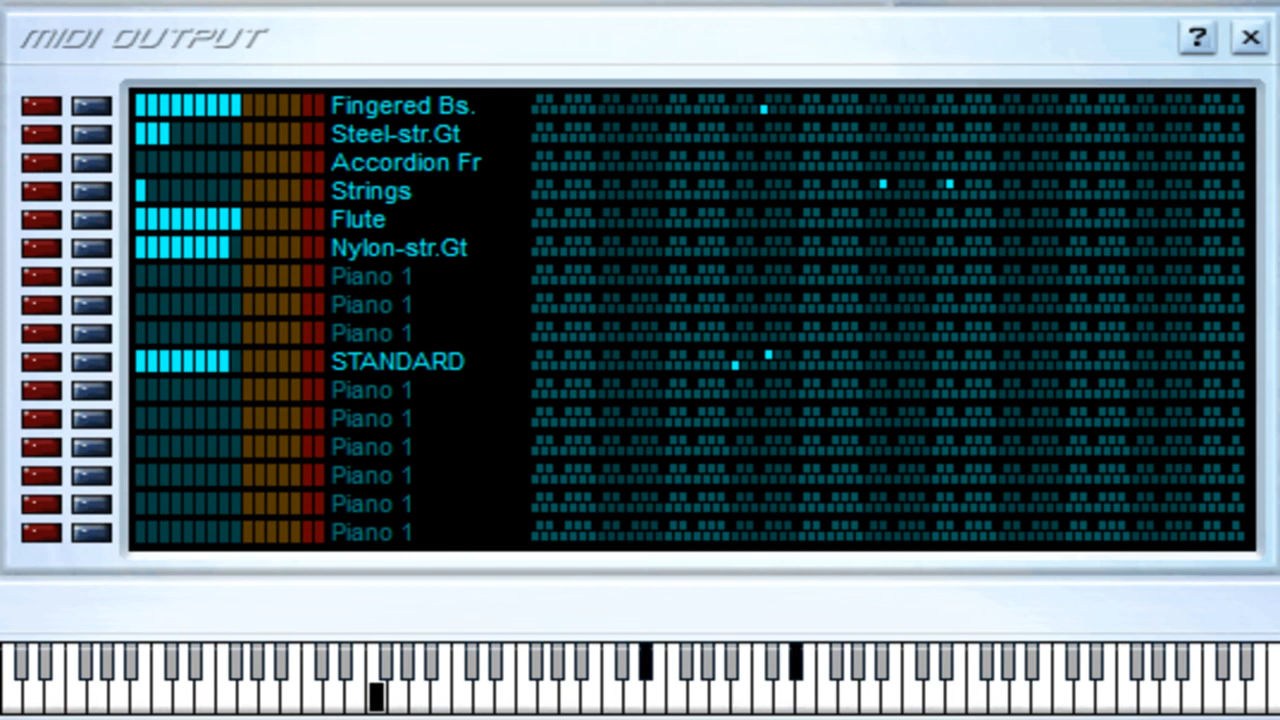 MIDI OUTPUT
? ×
Fingered Bs.
Steel-str.Gt
Accordion Fr
Strings
Flute
Nylon-str.Gt
Piano 1
Piano 1
Piano 1
STANDARD
Piano 1
Piano 1
Piano 1
Piano 1
Piano 1
Piano 1